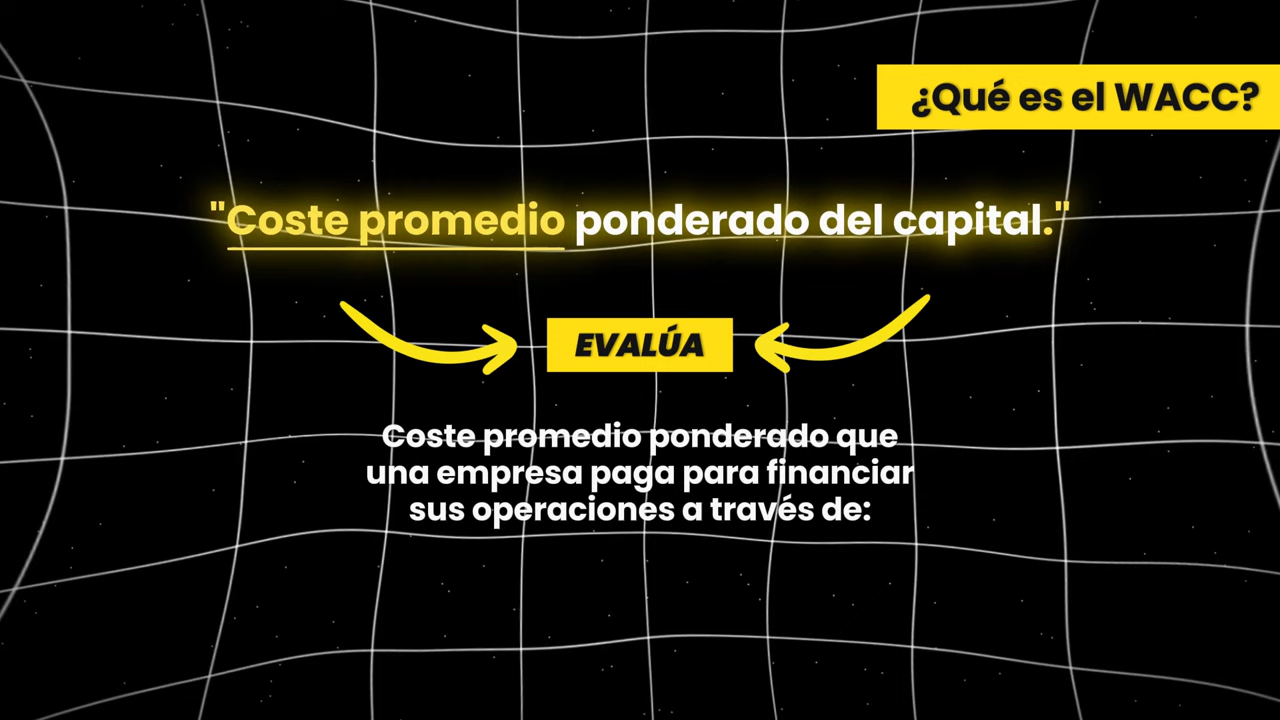 ¿Qué es el WACC?
"Coste promedio ponderado del capital."
EVALÚA
Coste promedio ponderado que
una empresa paga para financiar
sus operaciones a través de: